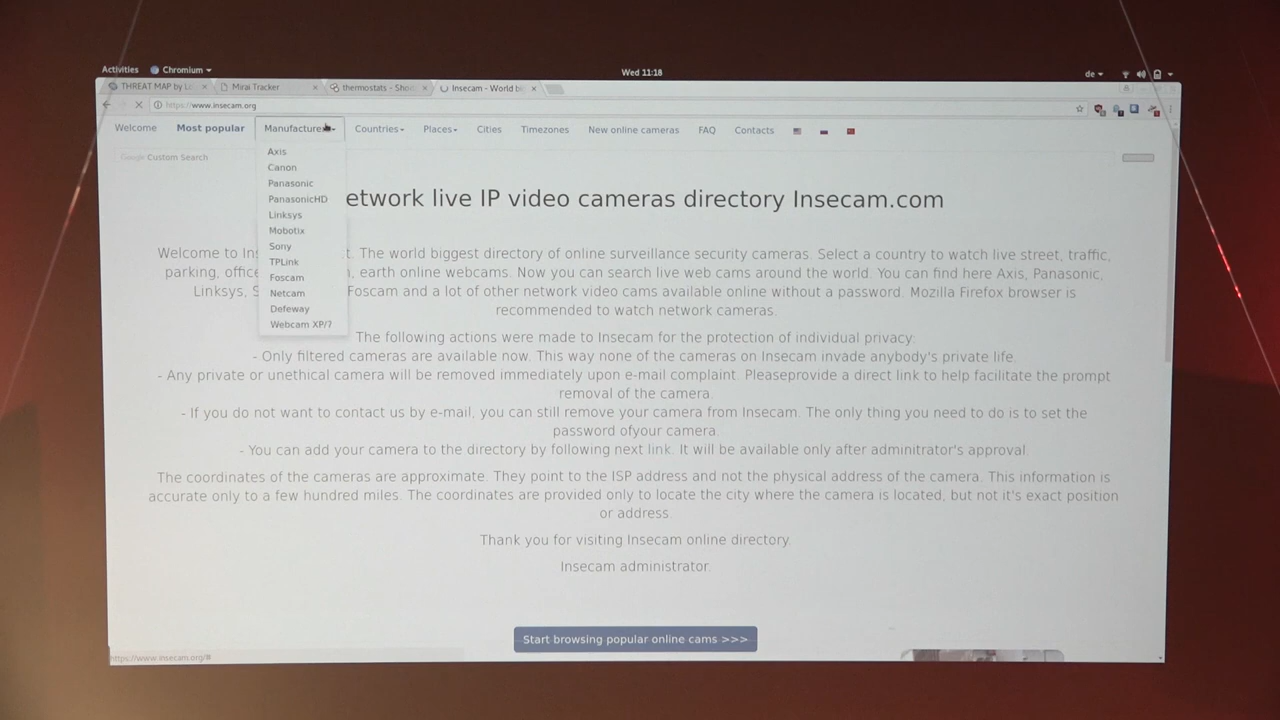 Activities Chromium
Wed 11:18
de
THREAT MAP by Lo
Mirai Tracker
thermostats - Shod
Insecam - World bi
https://www.insecam.org
Welcome
Most popular
Manufacturers
Countries
Places
Cities
Timezones
New online cameras
FAQ
Contacts
Google Custom Search
Axis
Canon
Panasonic
PanasonicHD
Linksys
Mobotix
Sony
TPLink
Foscam
Netcam
Defeway
Webcam XP/?
etwork live IP video cameras directory Insecam.com
Welcome to Ins t. The world biggest directory of online surveillance security cameras. Select a country to watch live street, traffic,
parking, office , earth online webcams. Now you can search live web cams around the world. You can find here Axis, Panasonic,
Linksys, S Foscam and a lot of other network video cams available online without a password. Mozilla Firefox browser is
recommended to watch network cameras.
The following actions were made to Insecam for the protection of individual privacy:
- Only filtered cameras are available now. This way none of the cameras on Insecam invade anybody's private life.
- Any private or unethical camera will be removed immediately upon e-mail complaint. Pleaseprovide a direct link to help facilitate the prompt
removal of the camera.
- If you do not want to contact us by e-mail, you can still remove your camera from Insecam. The only thing you need to do is to set the
password ofyour camera.
- You can add your camera to the directory by following next link. It will be available only after adminitrator's approval.
The coordinates of the cameras are approximate. They point to the ISP address and not the physical address of the camera. This information is
accurate only to a few hundred miles. The coordinates are provided only to locate the city where the camera is located, but not it's exact position
or address.
Thank you for visiting Insecam online directory.
Insecam administrator.
Start browsing popular online cams >>>
https://www.insecam.org/#